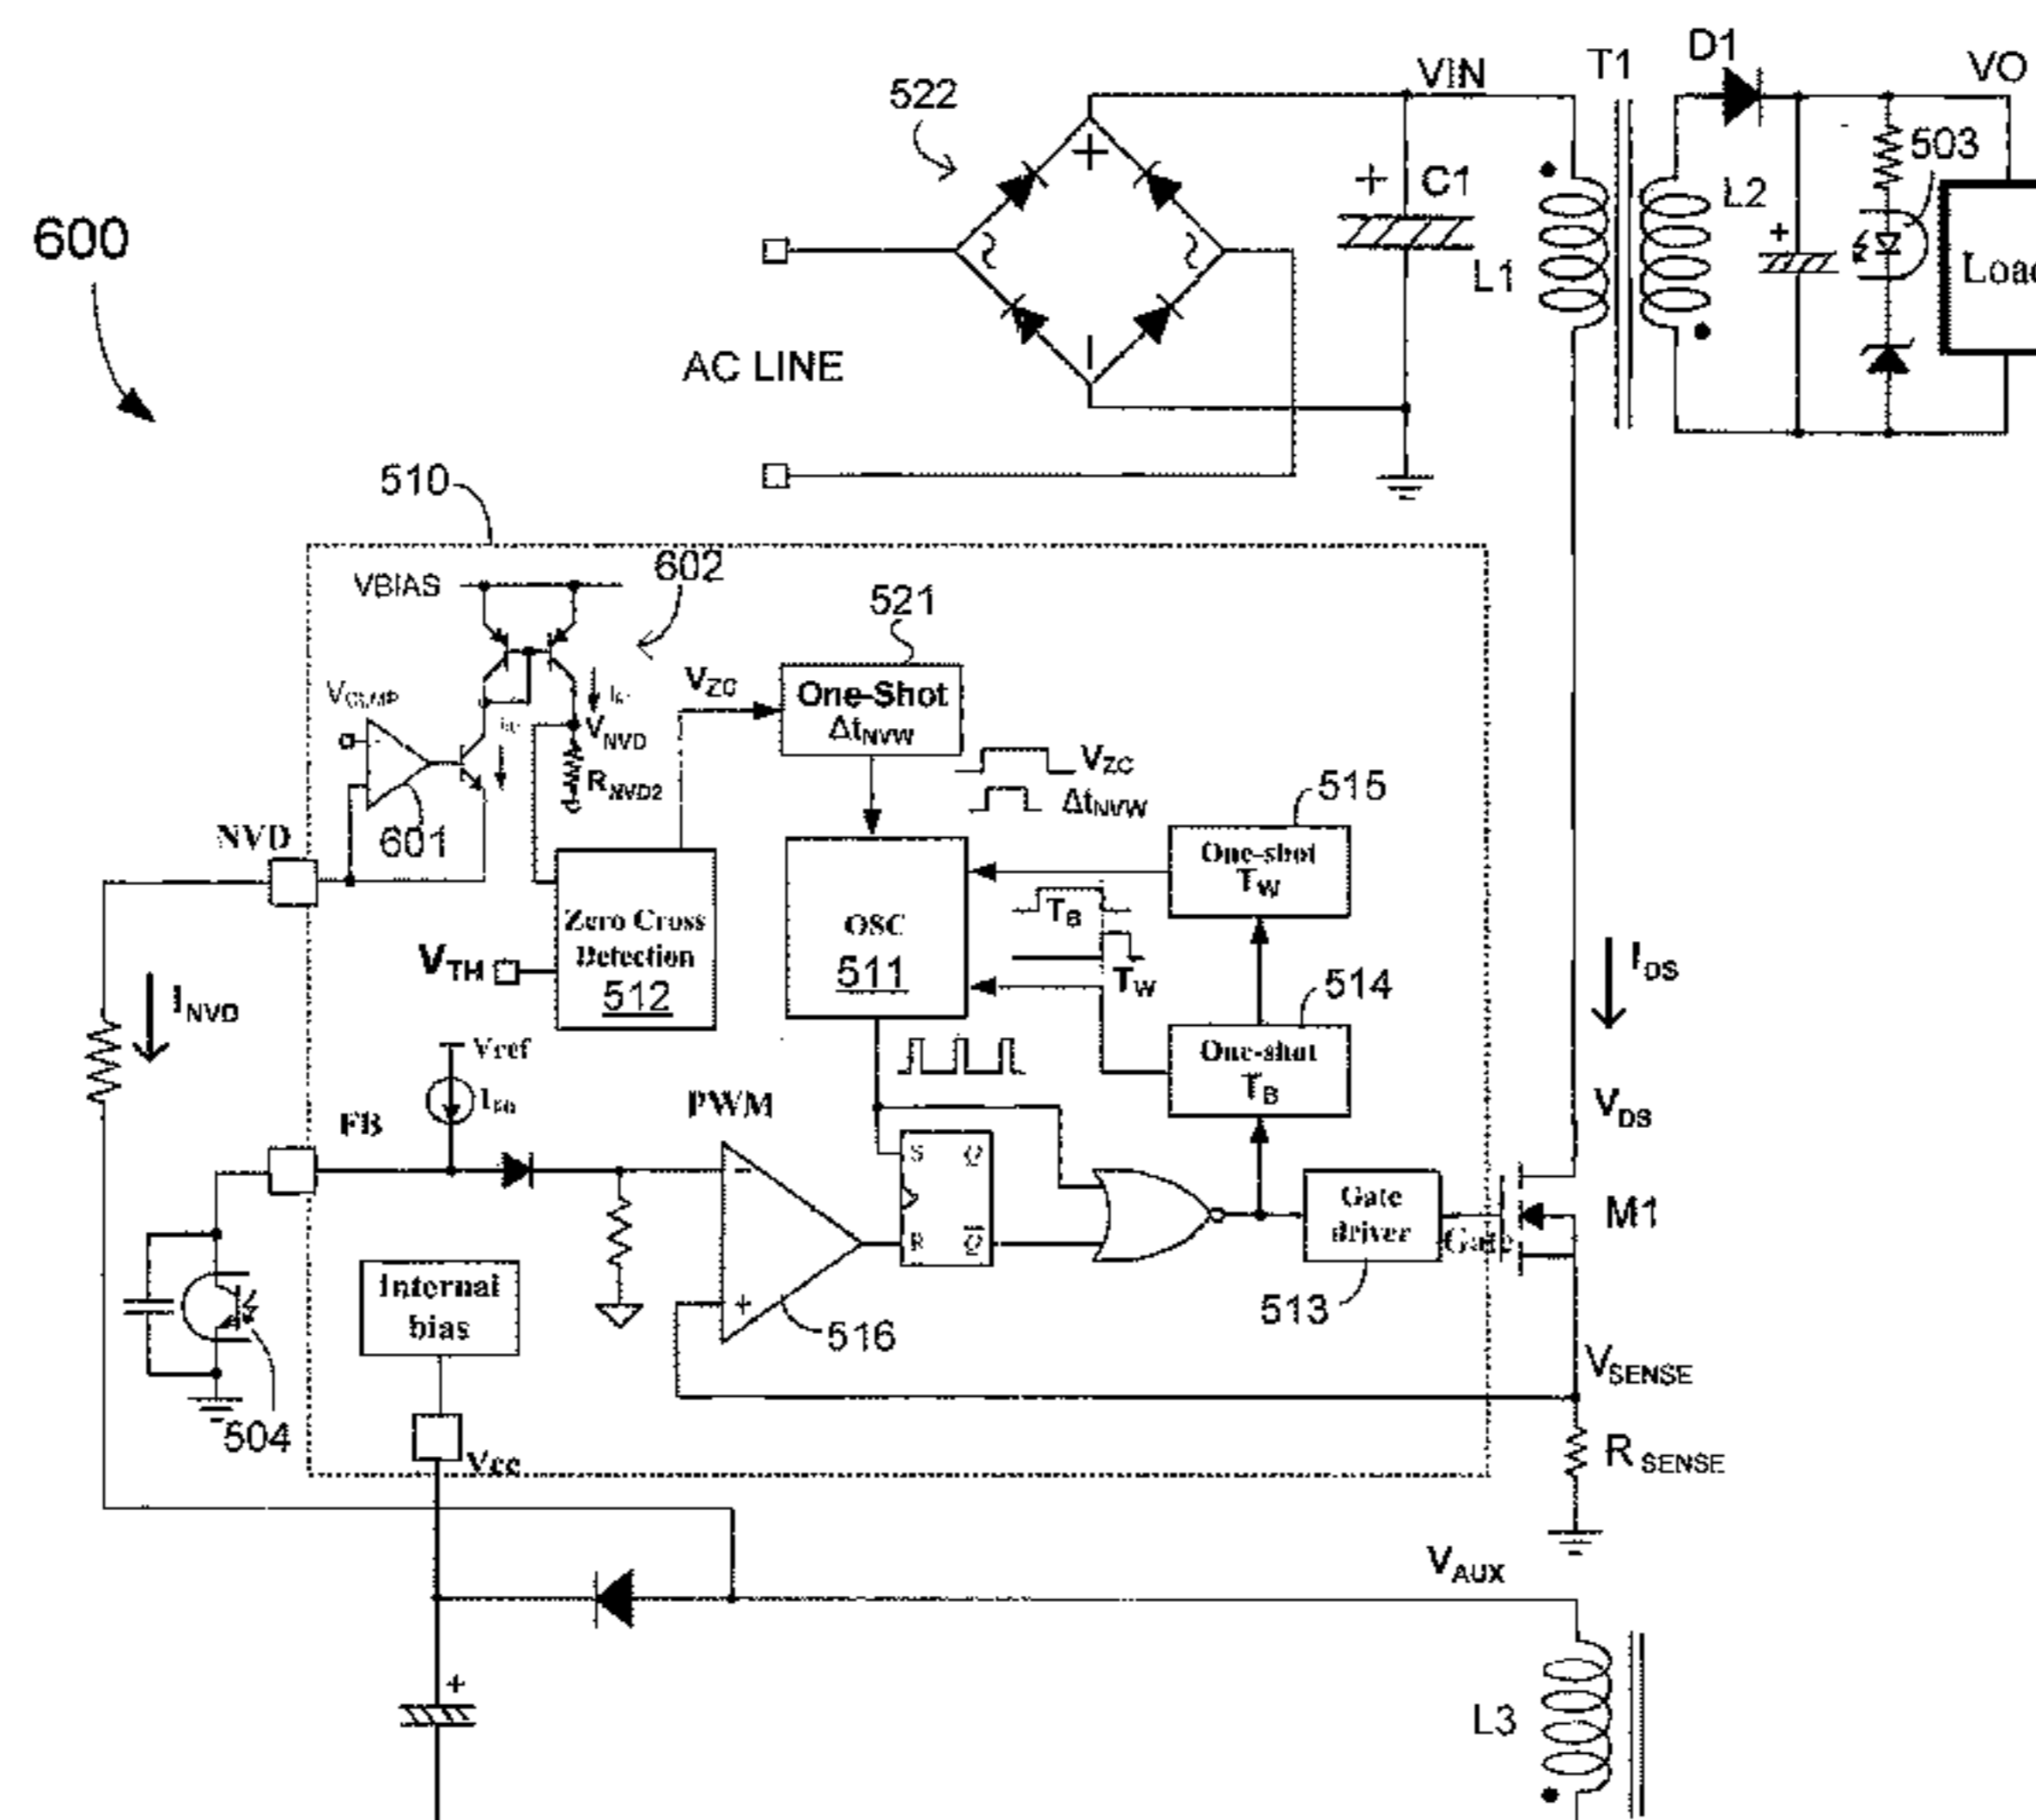 522
VIN
T1
D1
VO
+
+
C1
503
L2
+
600
L1
Load
AC LINE
510
VBIAS
602
521
VZC
One-Shot
ΔtNVW
VNVD
RNVD2
VZC
ΔtNVW
515
601
NVD
One-shot
TW
TB
Zero Cross
Detection
512
VTH
OSC
511
TW
514
IDS
INVD
Vref
One-shot
TB
VDS
FB
PWM
S Q
-
Gate
driver
Gate
M1
R Q̅
+
513
Internal
bias
516
504
VSENSE
Vcc
RSENSE
VAUX
+
L3